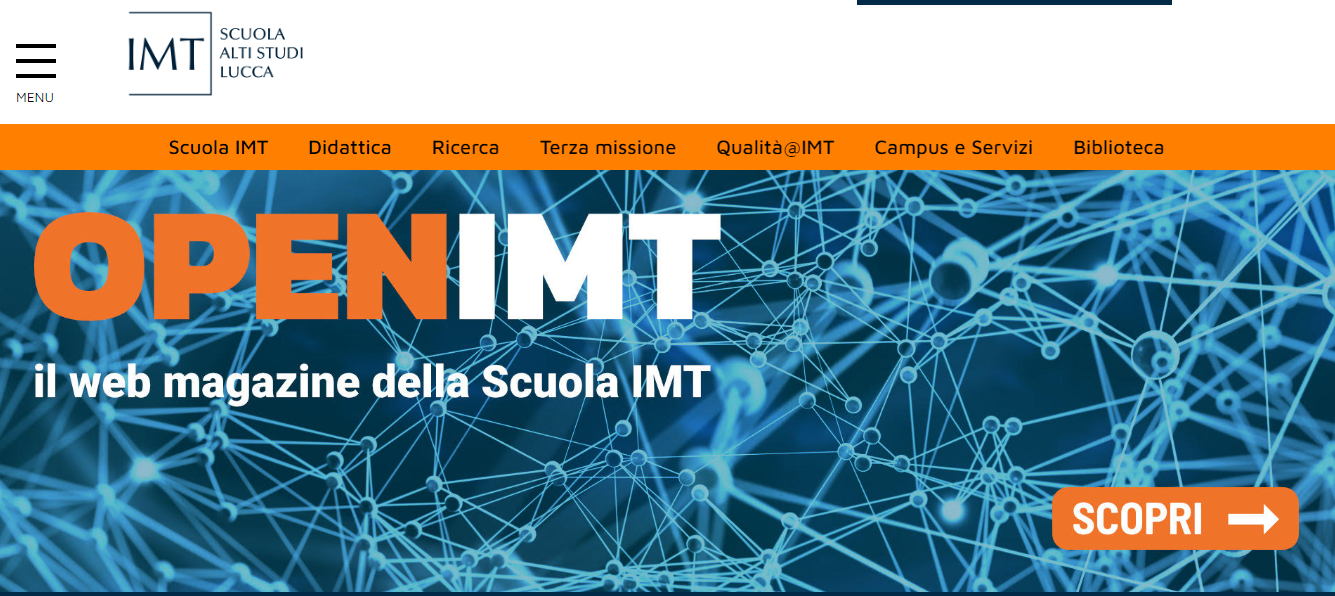 IMT
SCUOLA
ALTI STUDI
LUCCA
MENU
Scuola IMT Didattica Ricerca Terza missione Qualità@IMT Campus e Servizi Biblioteca
OPENIMT
il web magazine della Scuola IMT
SCOPRI